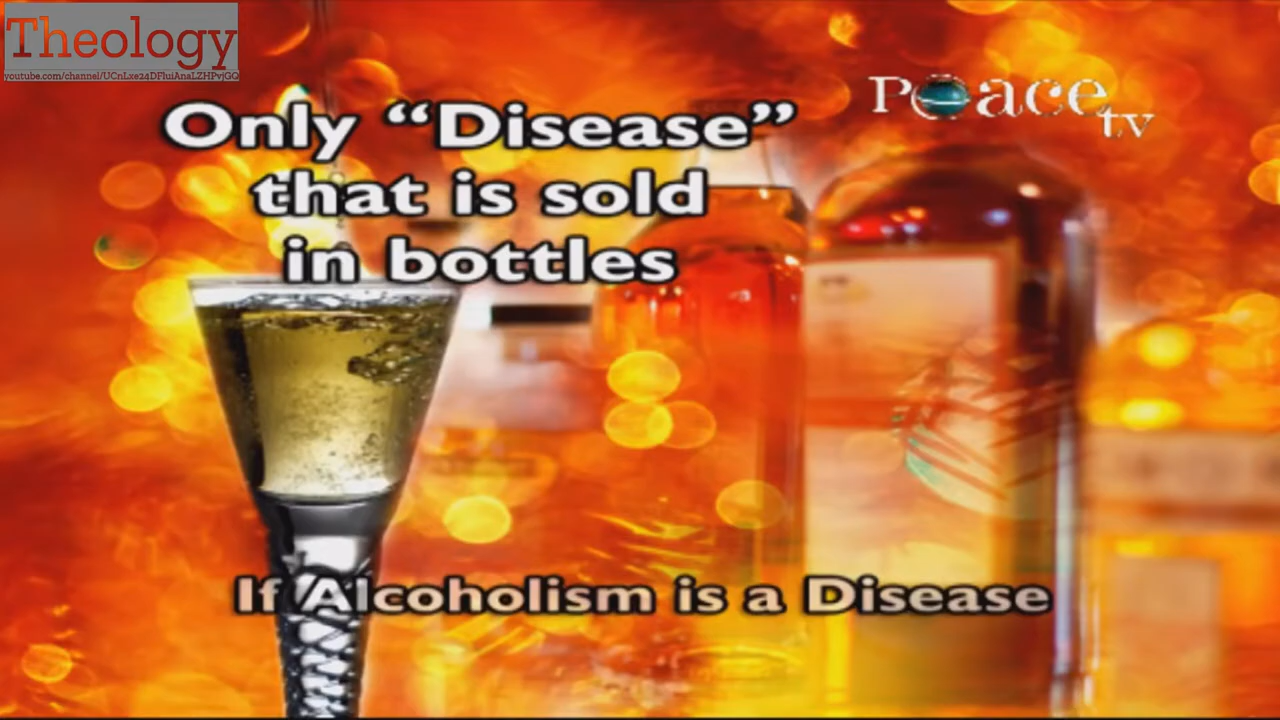 Theology
youtube.com/channel/UCnLxe24DFluiAnaLZHPvjGQ
Peace
tv
Only “Disease”
that is sold
in bottles
If Alcoholism is a Disease